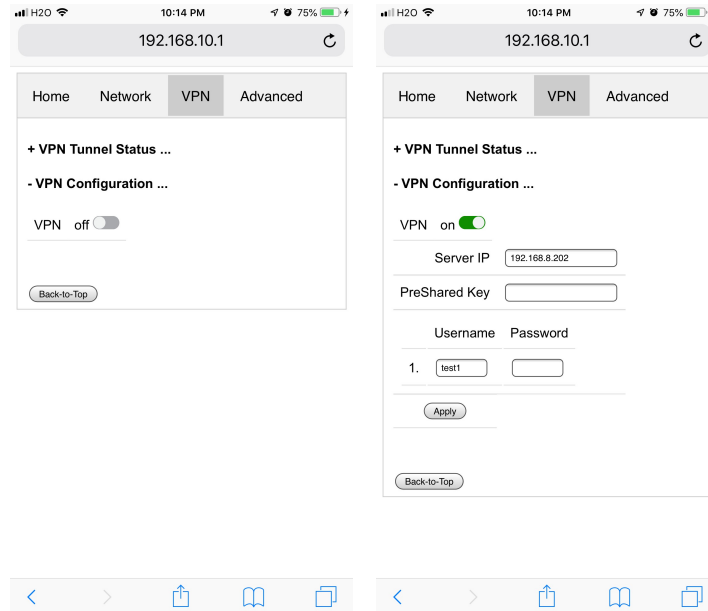 H2O 10:14 PM 75%
192.168.10.1
Home Network VPN Advanced
+ VPN Tunnel Status ...
- VPN Configuration ...
VPN off
Back-to-Top
H2O 10:14 PM 75%
192.168.10.1
Home Network VPN Advanced
+ VPN Tunnel Status ...
- VPN Configuration ...
VPN on
Server IP 192.168.8.202
PreShared Key
Username Password
1. test1
Apply
Back-to-Top